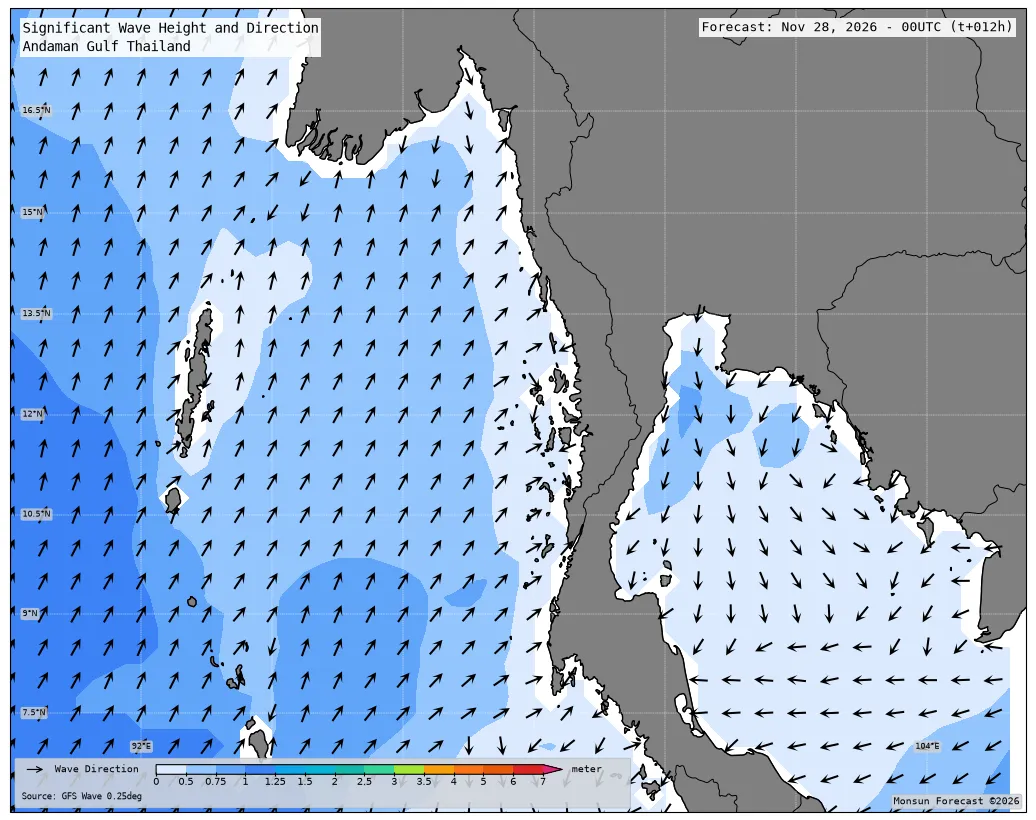 Significant Wave Height and Direction
Andaman Gulf Thailand
Forecast: Nov 28, 2026 - 00UTC (t+012h)
16.5°N
15°N
13.5°N
12°N
10.5°N
9°N
7.5°N
92°E
104°E
Wave Direction
0 0.5 0.75 1 1.25 1.5 2 2.5 3 3.5 4 5 6 7
meter
Source: GFS Wave 0.25deg
Monsun Forecast ©2026